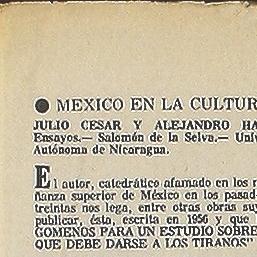 ● MEXICO EN LA CULTUR
JULIO CESAR Y ALEJANDRO HA
Ensayos.— Salomón de la Selva.— Univ
Autónoma de Nicaragua.
El autor, catedrático afamado en los m
ñanza superior de México en los pasad
treintas nos lega, entre otras obras suy
publicar, ésta, escrita en 1956 y que
GOMENOS PARA UN ESTUDIO SOBRE
QUE DEBE DARSE A LOS TIRANOS"